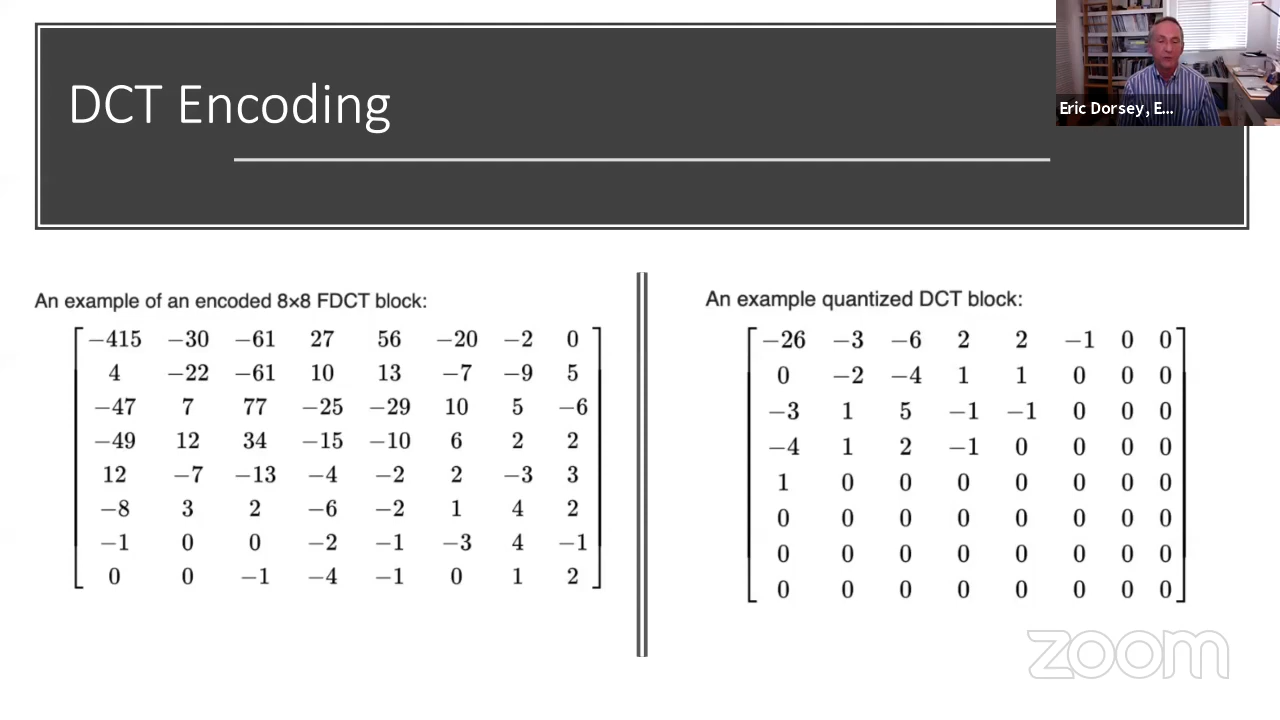 DCT Encoding
Eric Dorsey, E...
An example of an encoded 8×8 FDCT block:
−415 −30 −61 27 56 −20 −2 0
4 −22 −61 10 13 −7 −9 5
−47 7 77 −25 −29 10 5 −6
−49 12 34 −15 −10 6 2 2
12 −7 −13 −4 −2 2 −3 3
−8 3 2 −6 −2 1 4 2
−1 0 0 −2 −1 −3 4 −1
0 0 −1 −4 −1 0 1 2
An example quantized DCT block:
−26 −3 −6 2 2 −1 0 0
0 −2 −4 1 1 0 0 0
−3 1 5 −1 −1 0 0 0
−4 1 2 −1 0 0 0 0
1 0 0 0 0 0 0 0
0 0 0 0 0 0 0 0
0 0 0 0 0 0 0 0
0 0 0 0 0 0 0 0
zoom